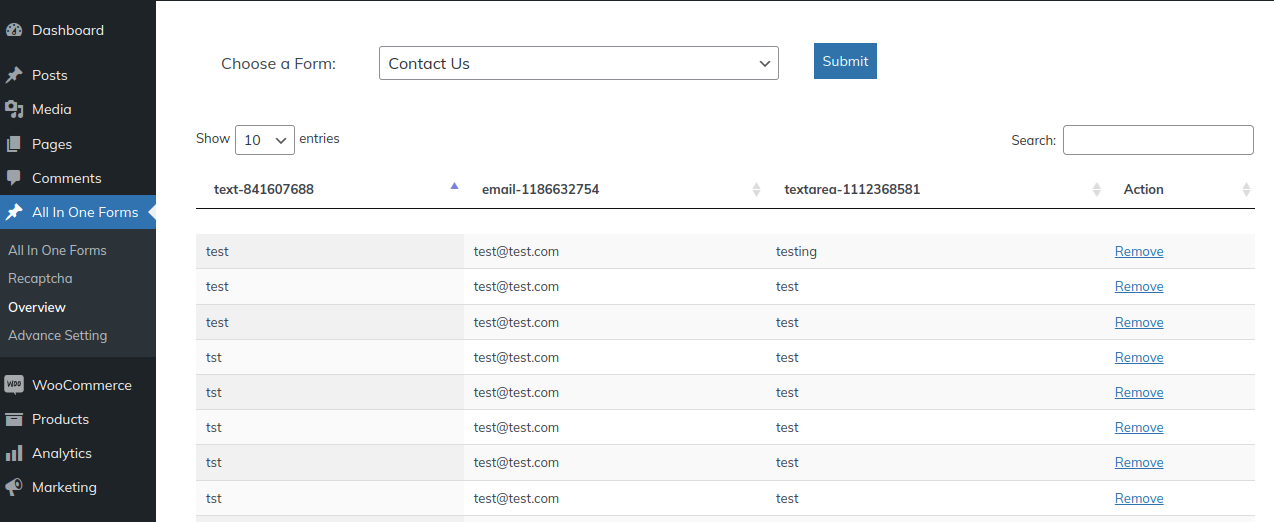 Dashboard
Posts
Media
Pages
Comments
All In One Forms
All In One Forms
Recaptcha
Overview
Advance Setting
WOO WooCommerce
Products
Analytics
Marketing
Choose a Form: Contact Us Submit
Show 10 entries Search:
text-841607688 email-1186632754 textarea-1112368581 Action
test test@test.com testing Remove
test test@test.com test Remove
test test@test.com test Remove
tst test@test.com test Remove
tst test@test.com test Remove
tst test@test.com test Remove
tst test@test.com test Remove
tst test@test.com test Remove